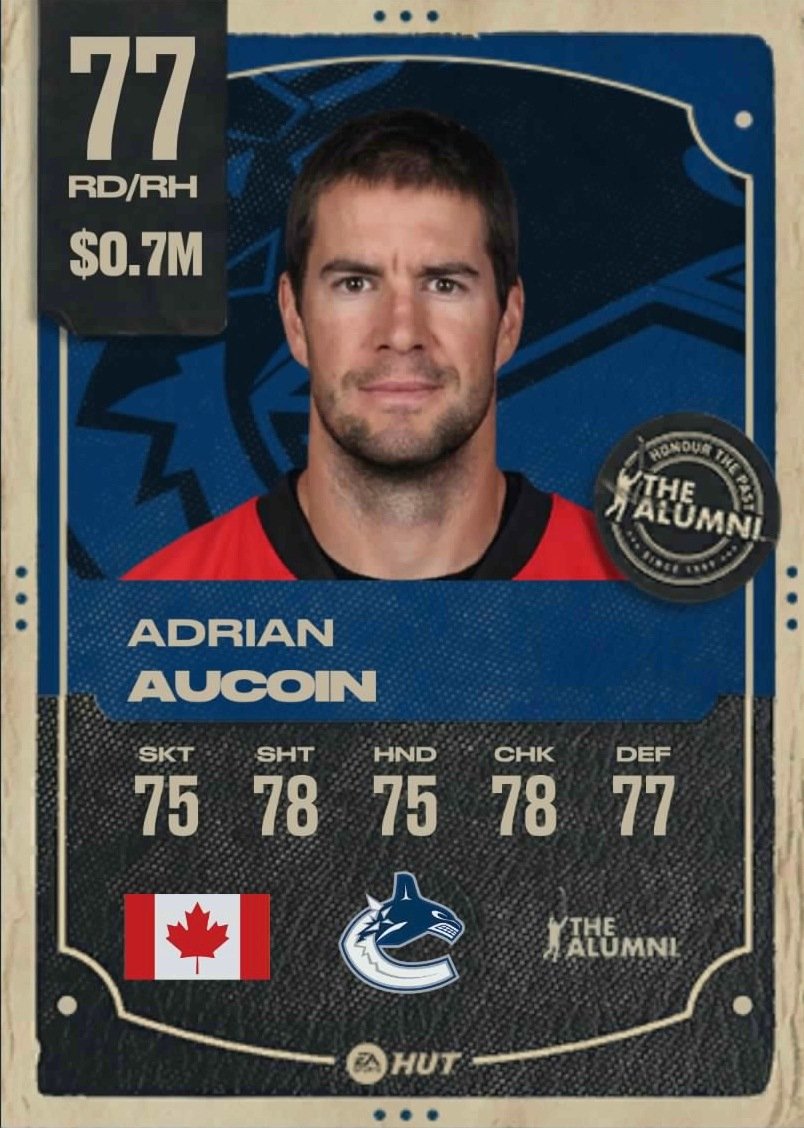 77
RD/RH
$0.7M
HONOUR THE PAST
THE
ALUMNI
ADRIAN
AUCOIN
SKT SHT HND CHK DEF
75 78 75 78 77
THE
ALUMNI
EA HUT